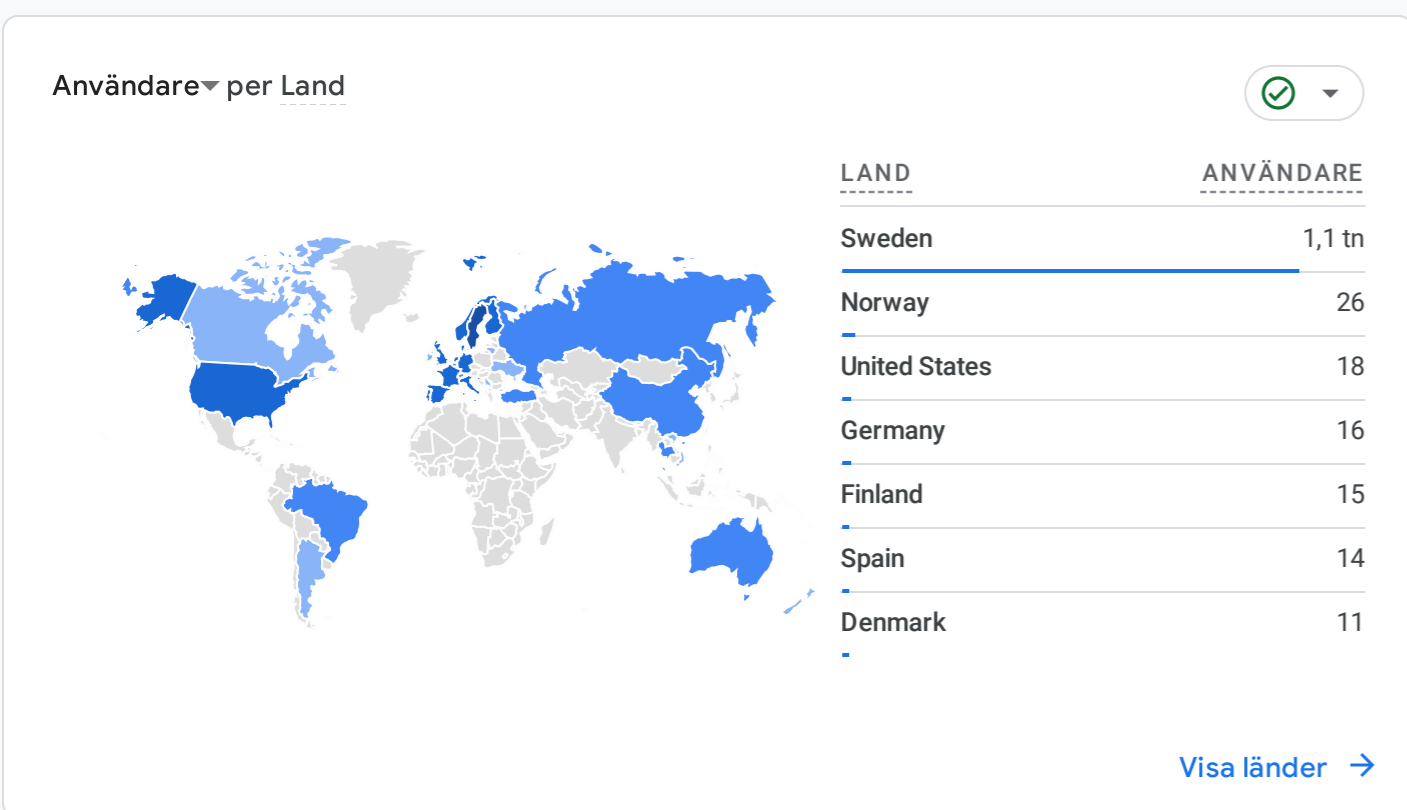 Användare per Land
LAND ANVÄNDARE
Sweden 1,1 tn
Norway 26
United States 18
Germany 16
Finland 15
Spain 14
Denmark 11
Visa länder